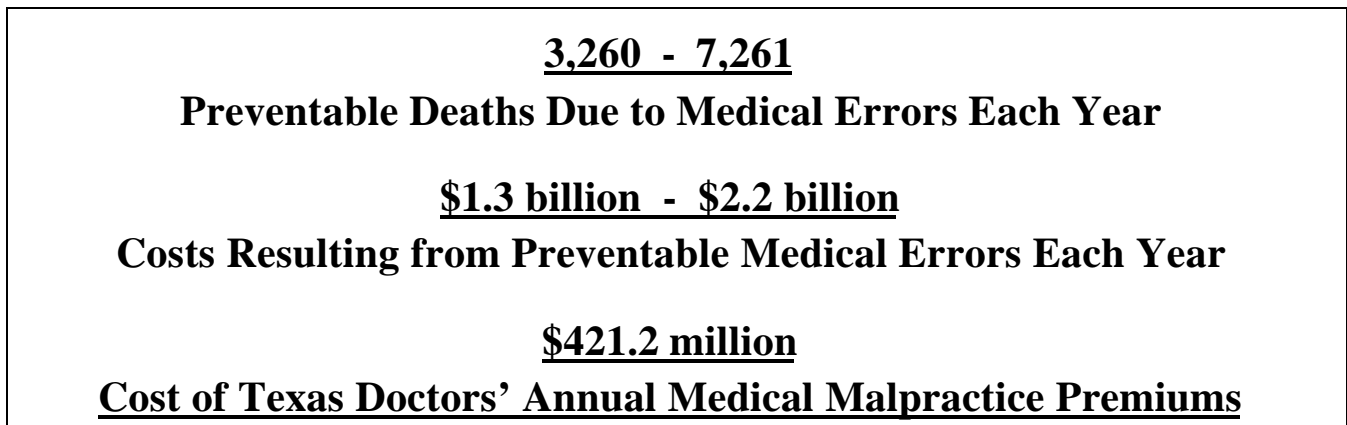 3,260 - 7,261
Preventable Deaths Due to Medical Errors Each Year
$1.3 billion - $2.2 billion
Costs Resulting from Preventable Medical Errors Each Year
$421.2 million
Cost of Texas Doctors’ Annual Medical Malpractice Premiums